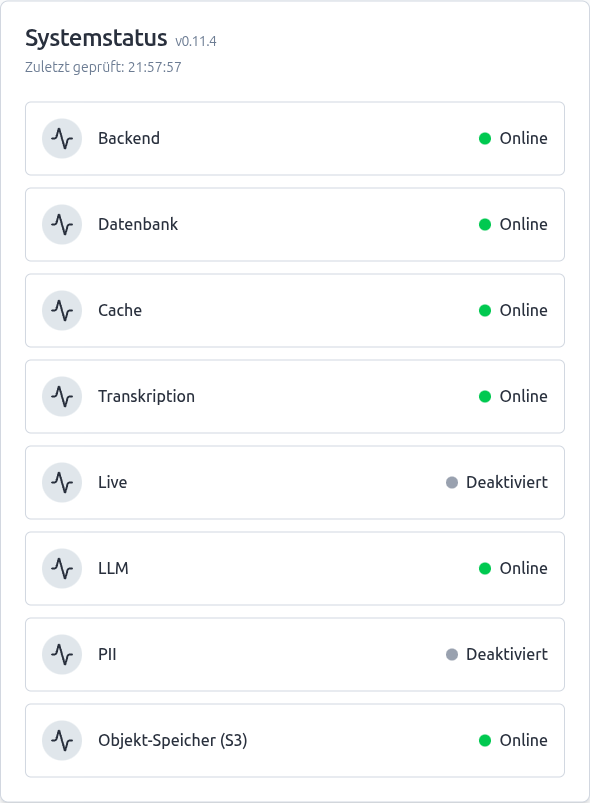 Systemstatus v0.11.4
Zuletzt geprüft: 21:57:57
Backend Online
Datenbank Online
Cache Online
Transkription Online
Live Deaktiviert
LLM Online
PII Deaktiviert
Objekt-Speicher (S3) Online